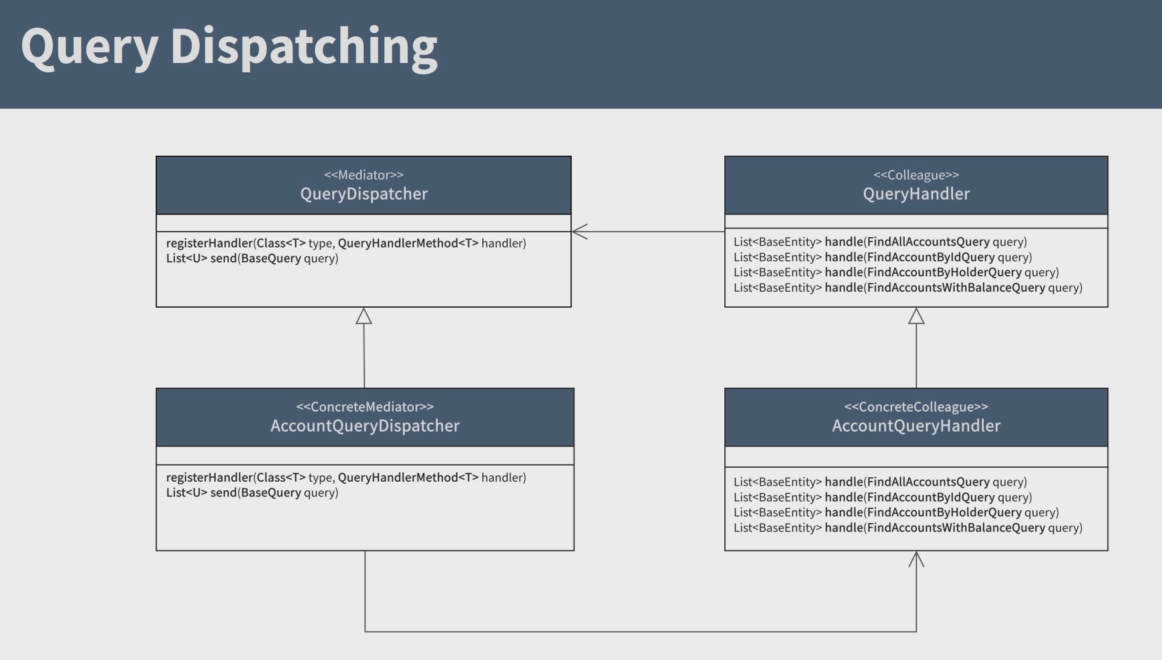 Query Dispatching
<<Mediator>>
QueryDispatcher
registerHandler(Class<T> type, QueryHandlerMethod<T> handler)
List<U> send(BaseQuery query)
<<Colleague>>
QueryHandler
List<BaseEntity> handle(FindAllAccountsQuery query)
List<BaseEntity> handle(FindAccountByIdQuery query)
List<BaseEntity> handle(FindAccountByHolderQuery query)
List<BaseEntity> handle(FindAccountsWithBalanceQuery query)
<<ConcreteMediator>>
AccountQueryDispatcher
registerHandler(Class<T> type, QueryHandlerMethod<T> handler)
List<U> send(BaseQuery query)
<<ConcreteColleague>>
AccountQueryHandler
List<BaseEntity> handle(FindAllAccountsQuery query)
List<BaseEntity> handle(FindAccountByIdQuery query)
List<BaseEntity> handle(FindAccountByHolderQuery query)
List<BaseEntity> handle(FindAccountsWithBalanceQuery query)